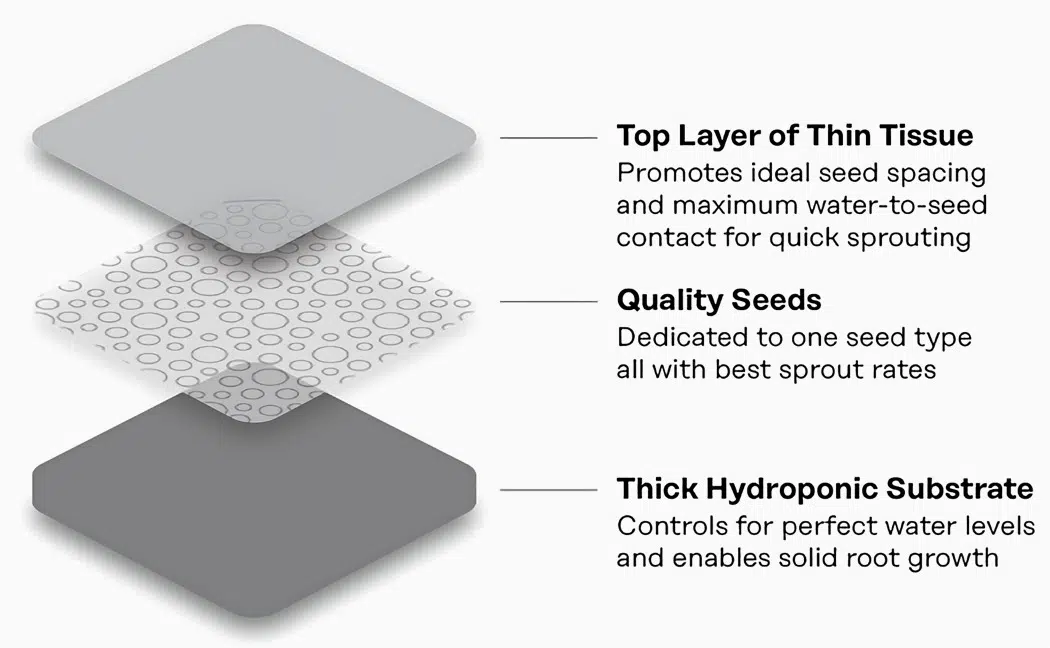 Top Layer of Thin Tissue
Promotes ideal seed spacing
and maximum water-to-seed
contact for quick sprouting
Quality Seeds
Dedicated to one seed type
all with best sprout rates
Thick Hydroponic Substrate
Controls for perfect water levels
and enables solid root growth